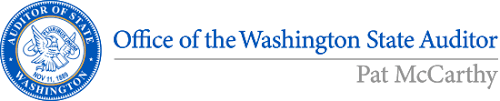 AUDITOR OF STATE
NOV 11, 1889
WASHINGTON
Office of the Washington State Auditor
Pat McCarthy